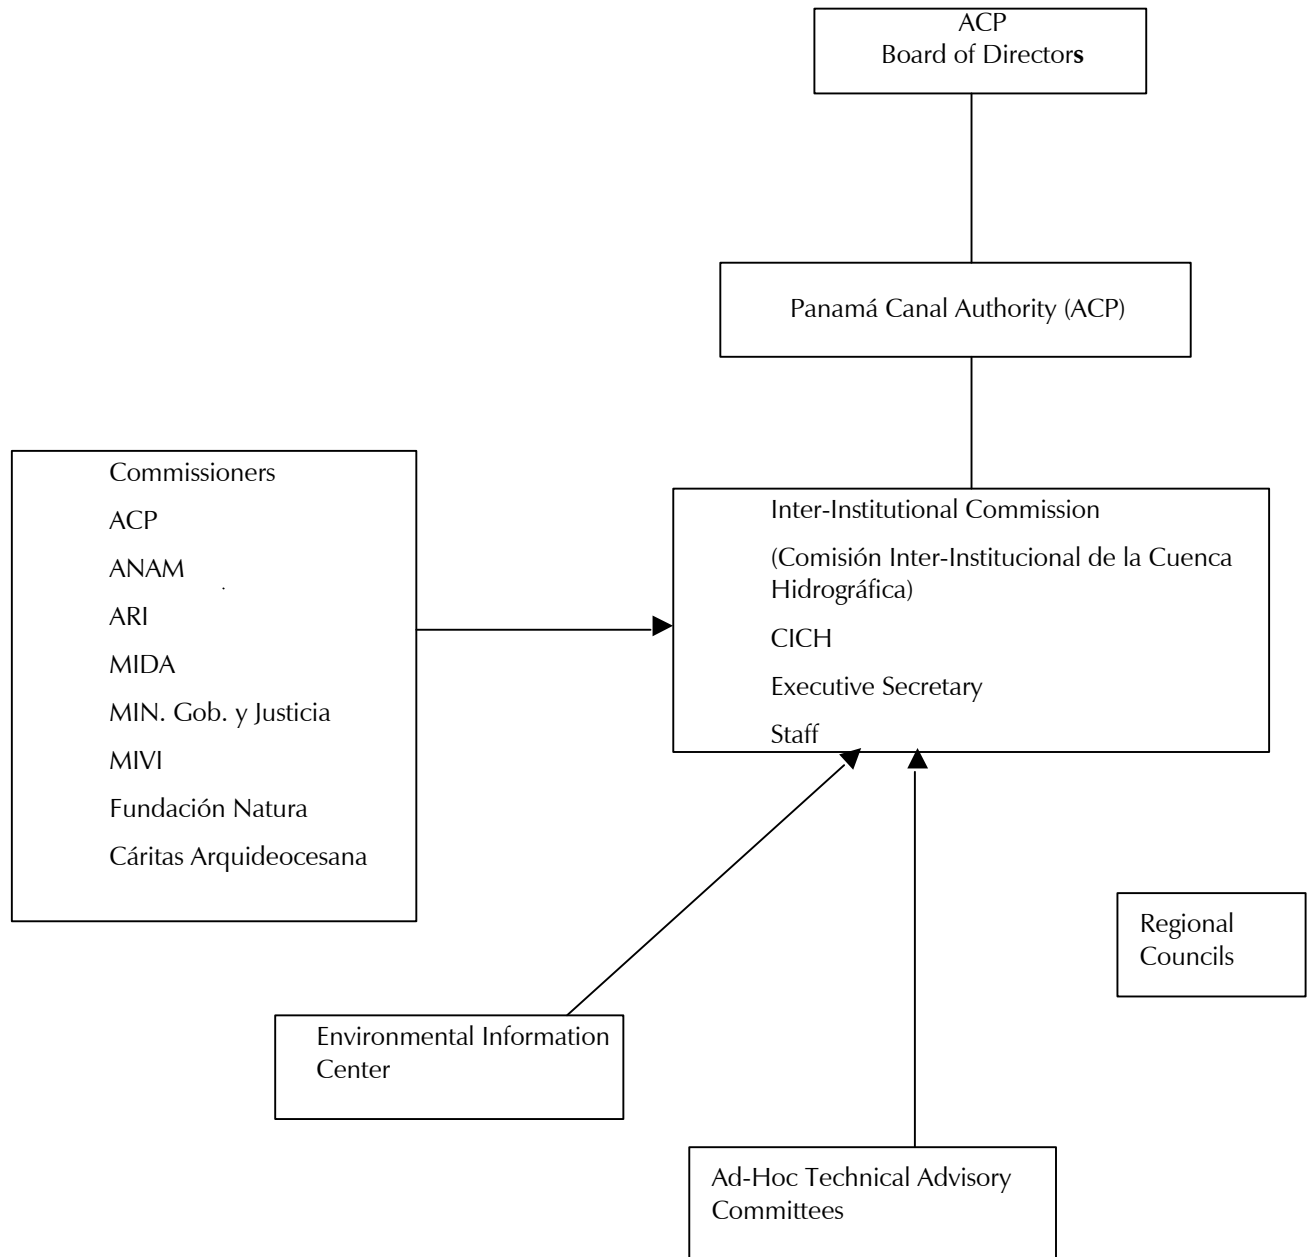 ACP
Board of Directors
Panamá Canal Authority (ACP)
Commissioners
ACP
ANAM
ARI
MIDA
MIN. Gob. y Justicia
MIVI
Fundación Natura
Cáritas Arquideocesana
Inter-Institutional Commission
(Comisión Inter-Institucional de la Cuenca
Hidrográfica)
CICH
Executive Secretary
Staff
Regional
Councils
Environmental Information
Center
Ad-Hoc Technical Advisory
Committees